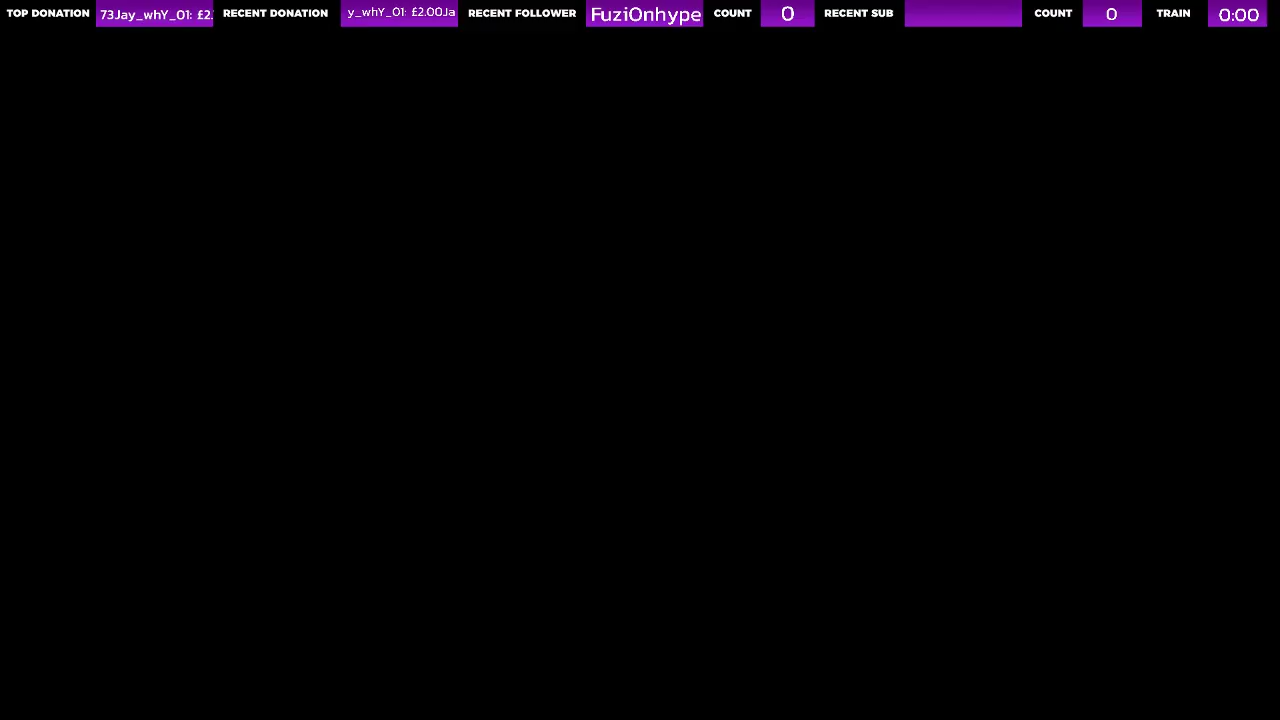 TOP DONATION 73Jay_whY_01: £2. RECENT DONATION y_whY_01: £2.00Ja RECENT FOLLOWER FuziOnhype COUNT 0 RECENT SUB COUNT 0 TRAIN 0:00